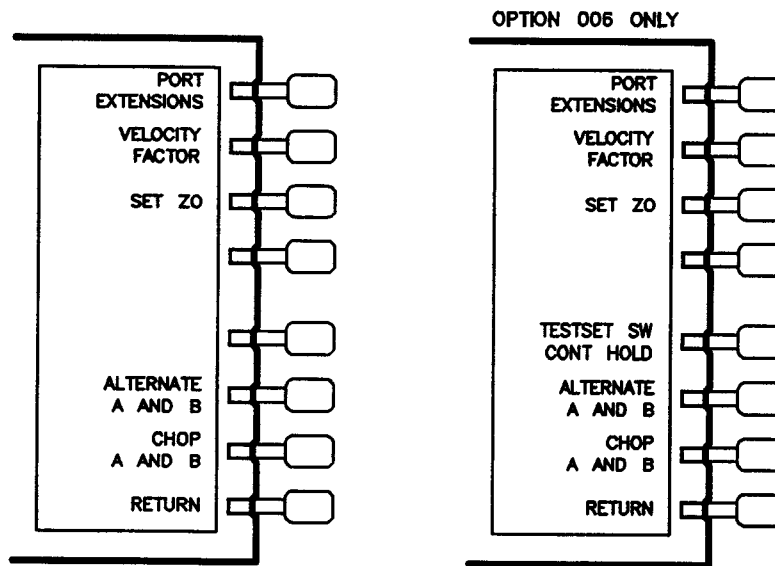 PORT
EXTENSIONS
VELOCITY
FACTOR
SET ZO
ALTERNATE
A AND B
CHOP
A AND B
RETURN
OPTION 006 ONLY
PORT
EXTENSIONS
VELOCITY
FACTOR
SET ZO
TESTSET SW
CONT HOLD
ALTERNATE
A AND B
CHOP
A AND B
RETURN